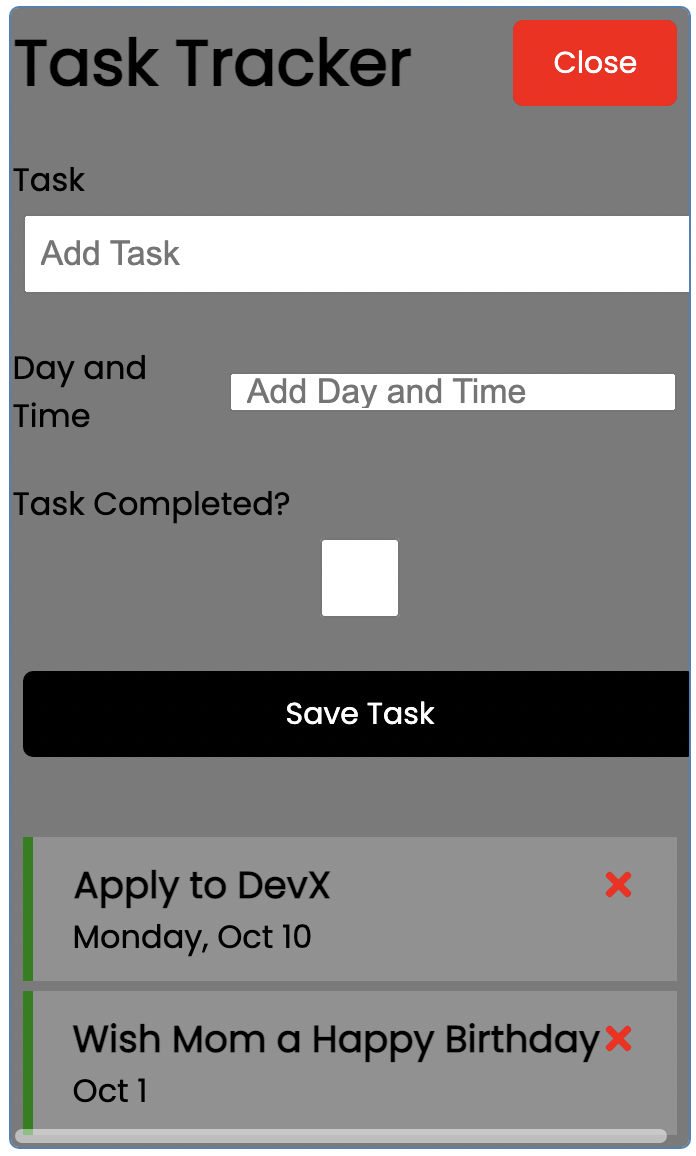 Task Tracker
Close
Task
Add Task
Day and
Time
Add Day and Time
Task Completed?
Save Task
Apply to DevX
Monday, Oct 10
Wish Mom a Happy Birthday
Oct 1